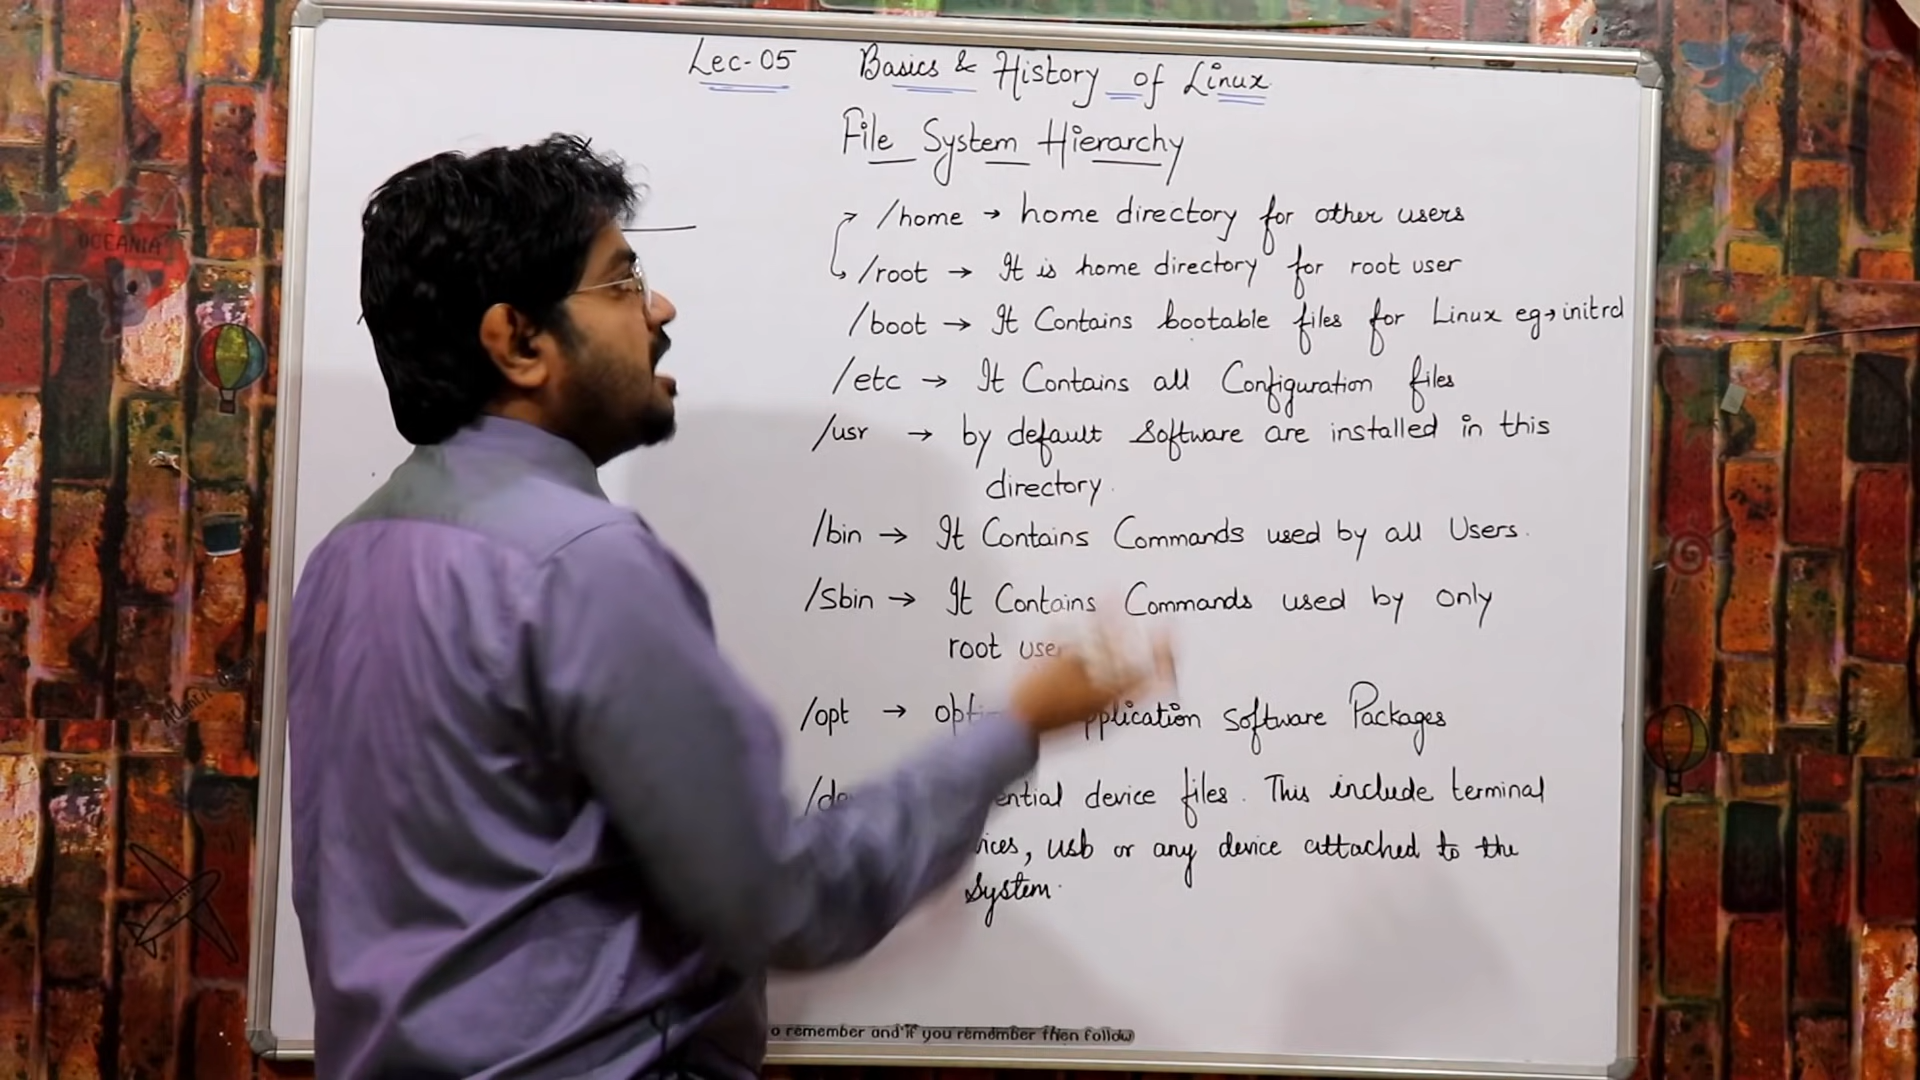 Lec-05 Basics & History of Linux
File System Hierarchy
/home → home directory for other users
/root → It is home directory for root user
/boot → It Contains bootable files for Linux eg→initrd
/etc → It Contains all Configuration files
/usr → by default Software are installed in this
directory.
/bin → It Contains Commands used by all Users.
/Sbin → It Contains Commands used by only
root
/opt → Software Packages
device files. This include terminal
, usb or any device attached to the
System.
o remember and if you remember then follow
OCEANIA